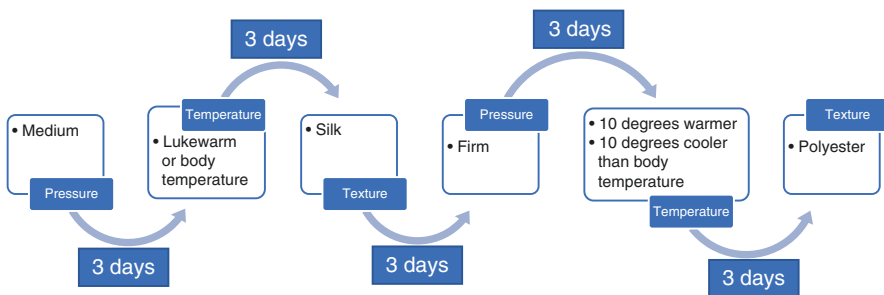 3 days
3 days
Temperature
Pressure
Texture
• Medium
• Lukewarm
or body
temperature
• Silk
• Firm
• 10 degrees warmer
• 10 degrees cooler
than body
temperature
• Polyester
Pressure
Texture
Temperature
3 days
3 days
3 days